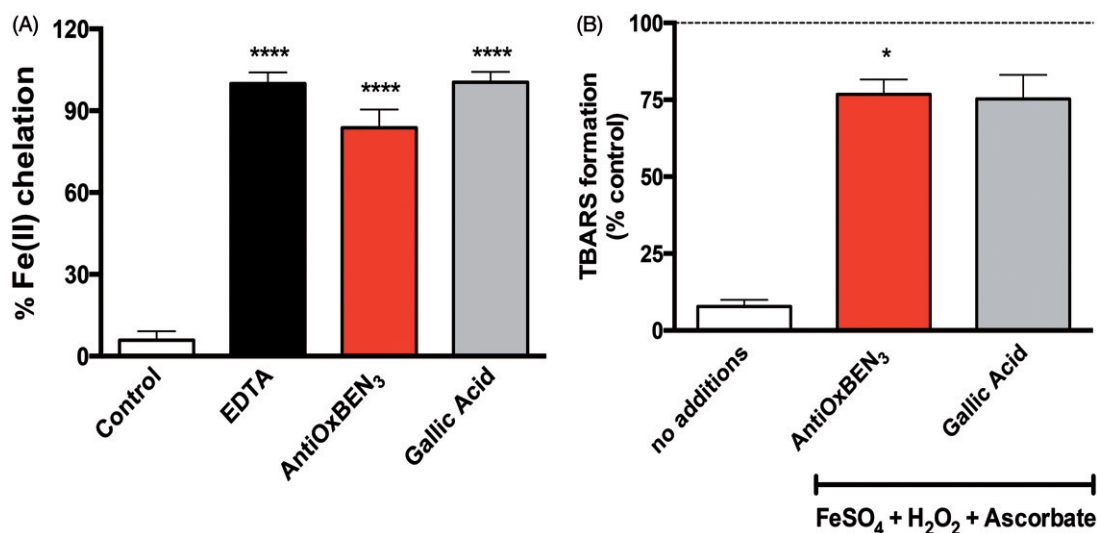 (A)
% Fe(II) chelation
120
90
60
30
0
****
****
****
Control
EDTA
AntiOxBEN₃
Gallic Acid
(B)
TBARS formation
(% control)
100
75
50
25
0
*
no additions
AntiOxBEN₃
Gallic Acid
FeSO₄ + H₂O₂ + Ascorbate